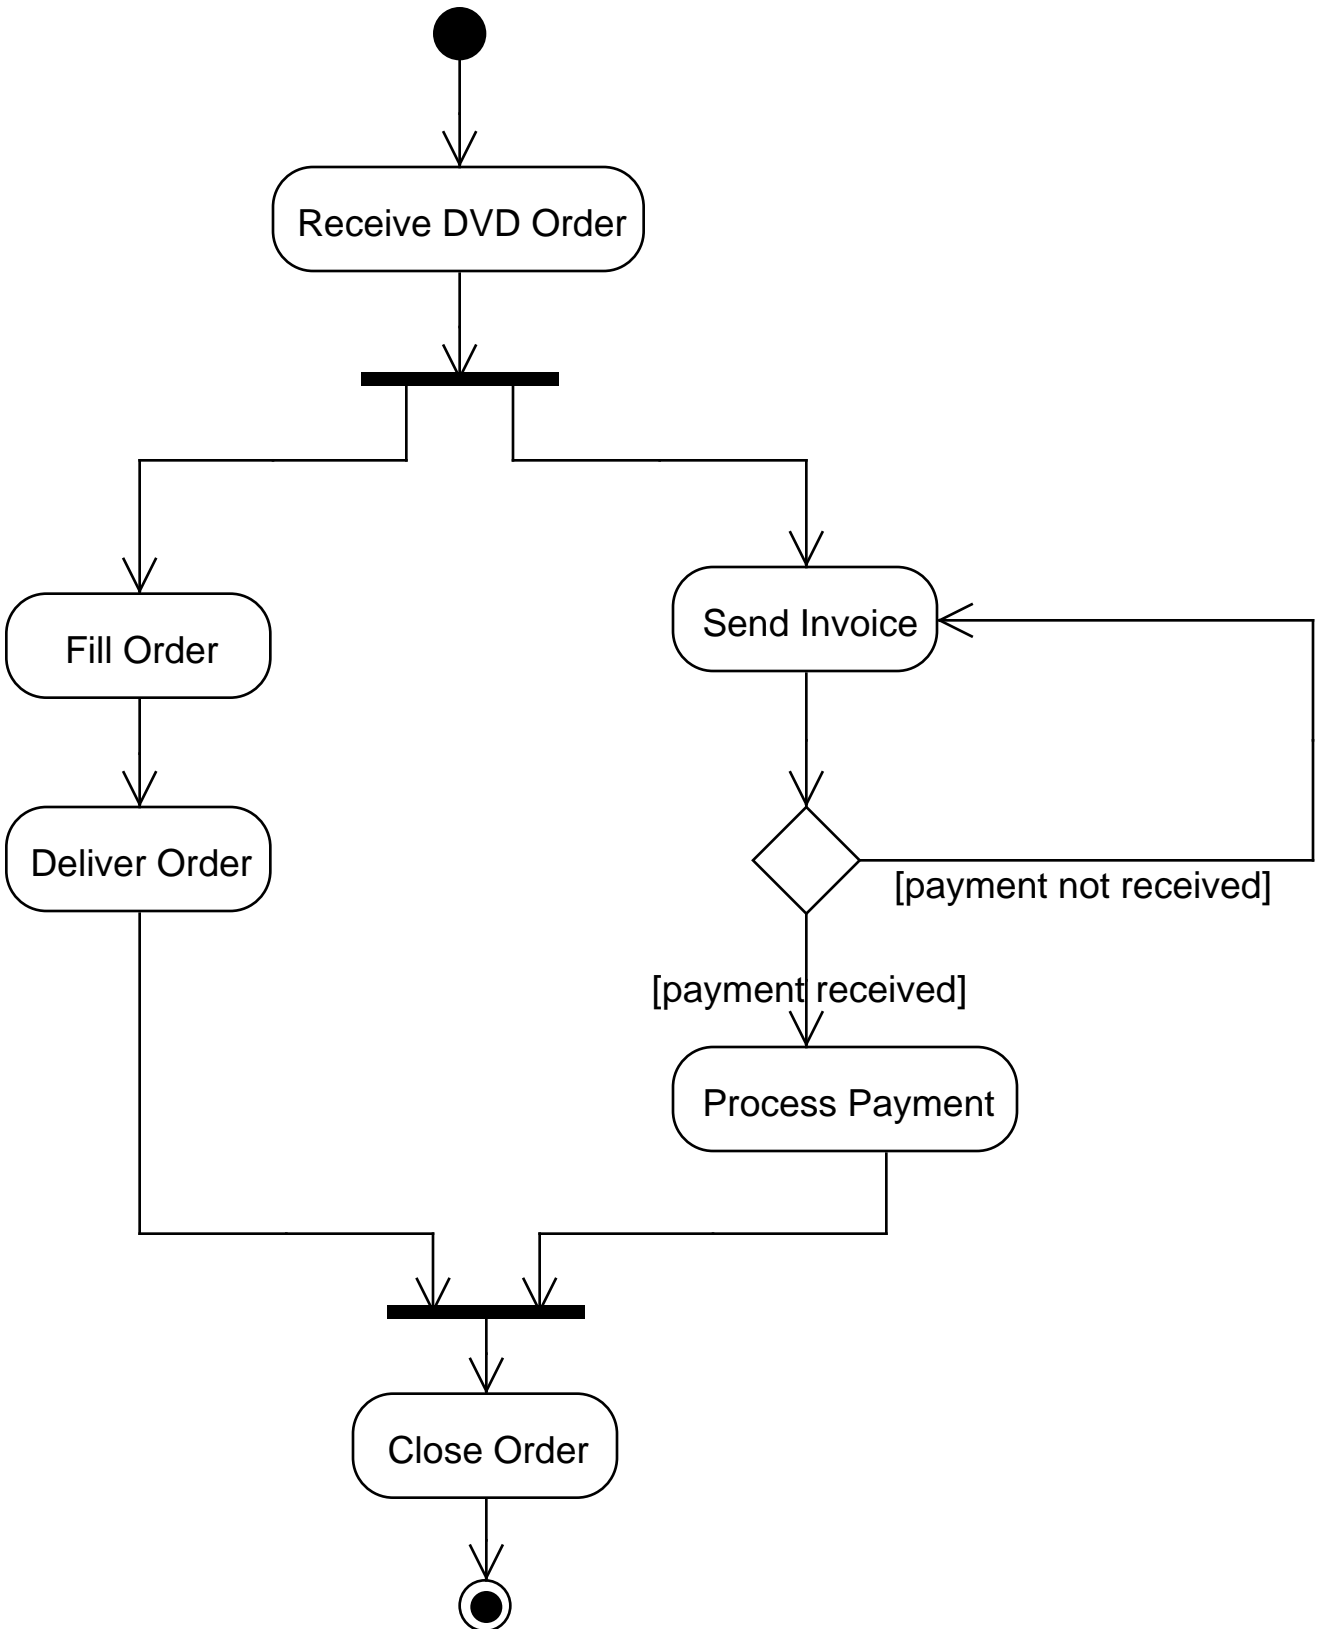 Receive DVD Order
Fill Order
Send Invoice
Deliver Order
[payment not received]
[payment received]
Process Payment
Close Order